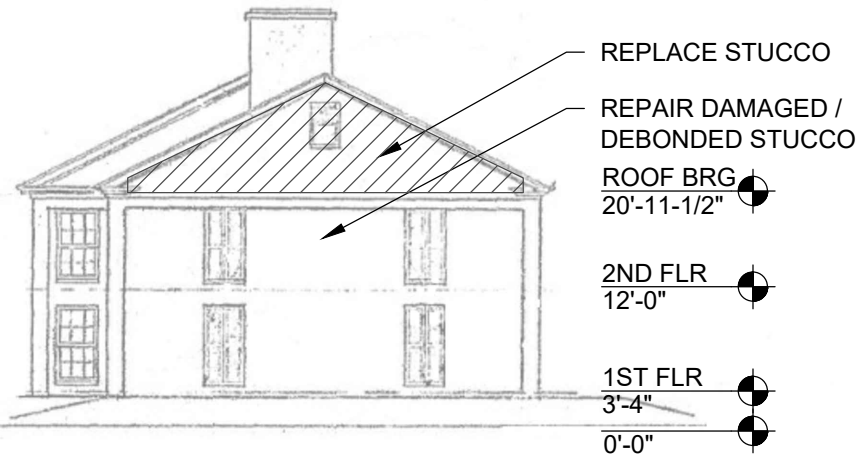 REPLACE STUCCO
REPAIR DAMAGED /
DEBONDED STUCCO
ROOF BRG
20'-11-1/2"
2ND FLR
12'-0"
1ST FLR
3'-4"
0'-0"